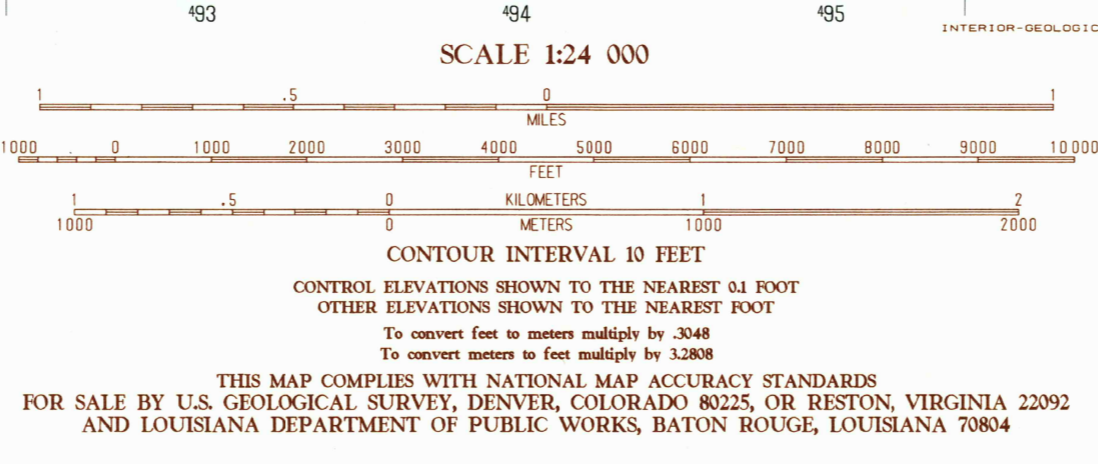 ⁴93 ⁴94 ⁴95
INTERIOR-GEOLOGIC
SCALE 1:24 000
1 .5 0 1
MILES
1000 0 1000 2000 3000 4000 5000 6000 7000 8000 9000 10 000
FEET
1 .5 0 KILOMETERS 1 2
1000 0 METERS 1000 2000
CONTOUR INTERVAL 10 FEET
CONTROL ELEVATIONS SHOWN TO THE NEAREST 0.1 FOOT
OTHER ELEVATIONS SHOWN TO THE NEAREST FOOT
To convert feet to meters multiply by .3048
To convert meters to feet multiply by 3.2808
THIS MAP COMPLIES WITH NATIONAL MAP ACCURACY STANDARDS
FOR SALE BY U.S. GEOLOGICAL SURVEY, DENVER, COLORADO 80225, OR RESTON, VIRGINIA 22092
AND LOUISIANA DEPARTMENT OF PUBLIC WORKS, BATON ROUGE, LOUISIANA 70804